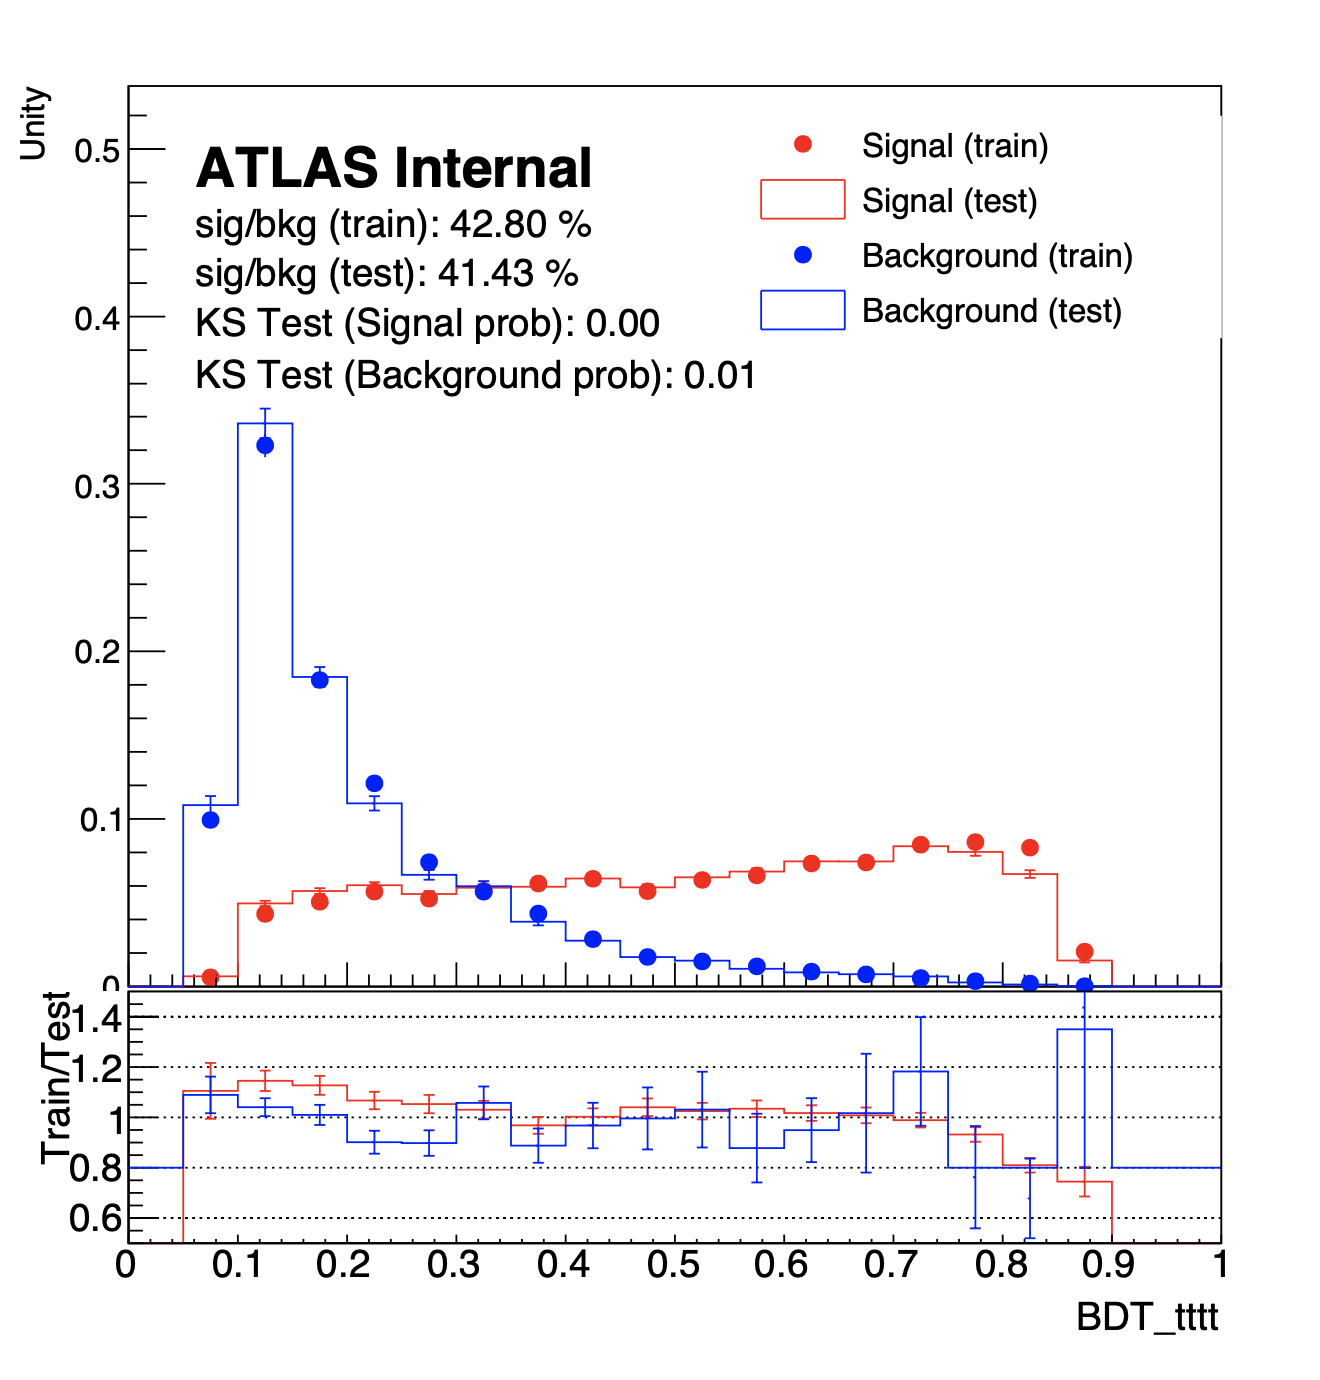 Unity
0.5
0.4
0.3
0.2
0.1
0
ATLAS Internal
sig/bkg (train): 42.80 %
sig/bkg (test): 41.43 %
KS Test (Signal prob): 0.00
KS Test (Background prob): 0.01
Signal (train)
Signal (test)
Background (train)
Background (test)
Train/Test
1.4
1.2
1
0.8
0.6
0 0.1 0.2 0.3 0.4 0.5 0.6 0.7 0.8 0.9 1
BDT_tttt